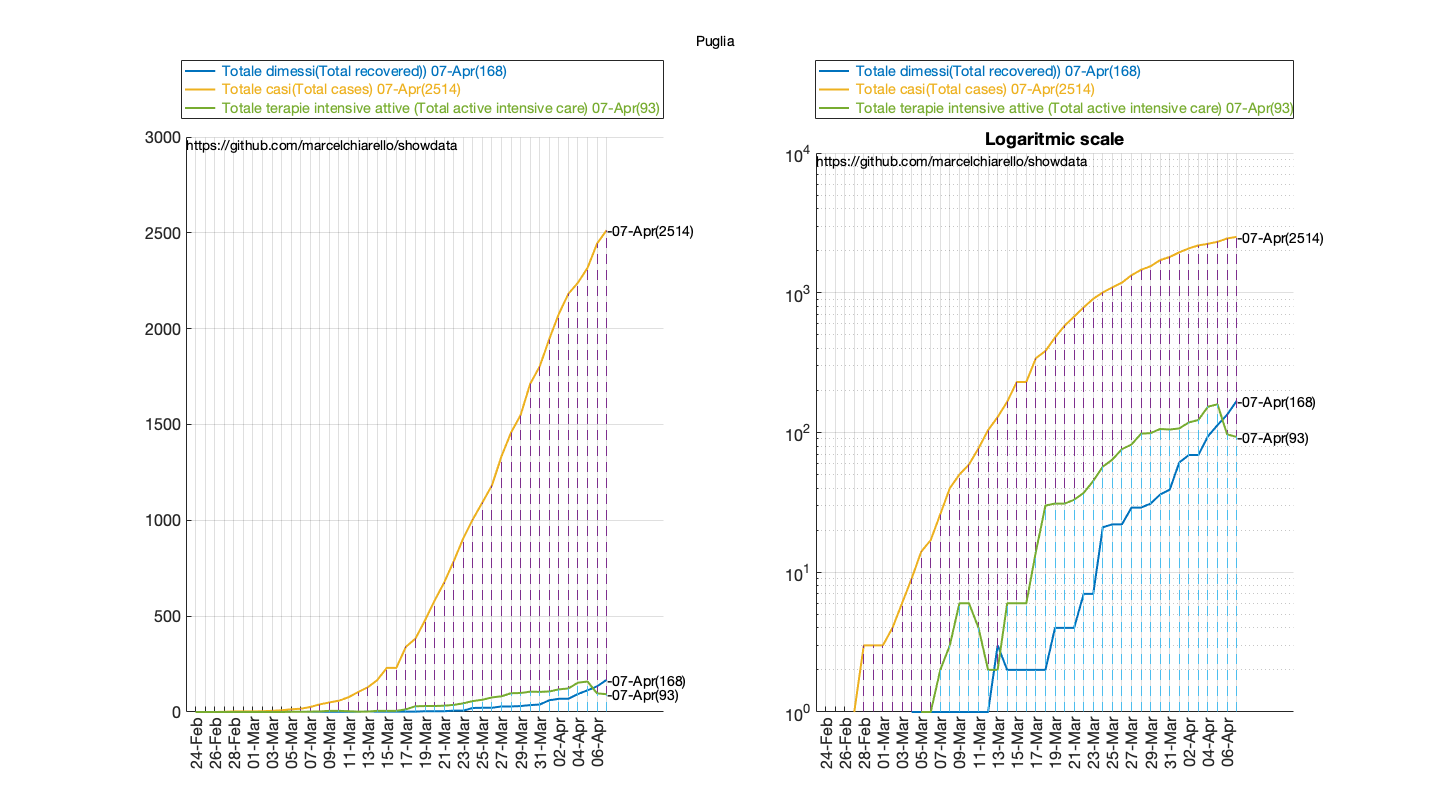 Puglia
Totale dimessi(Total recovered)) 07-Apr(168)
Totale casi(Total cases) 07-Apr(2514)
Totale terapie intensive attive (Total active intensive care) 07-Apr(93)
https://github.com/marcelchiarello/showdata
3000
2500
2000
1500
1000
500
0
-07-Apr(2514)
-07-Apr(168)
-07-Apr(93)
24-Feb
26-Feb
28-Feb
01-Mar
03-Mar
05-Mar
07-Mar
09-Mar
11-Mar
13-Mar
15-Mar
17-Mar
19-Mar
21-Mar
23-Mar
25-Mar
27-Mar
29-Mar
31-Mar
02-Apr
04-Apr
06-Apr
Totale dimessi(Total recovered)) 07-Apr(168)
Totale casi(Total cases) 07-Apr(2514)
Totale terapie intensive attive (Total active intensive care) 07-Apr(93)
Logaritmic scale
https://github.com/marcelchiarello/showdata
10^4
10^3
10^2
10^1
10^0
-07-Apr(2514)
-07-Apr(168)
-07-Apr(93)
24-Feb
26-Feb
28-Feb
01-Mar
03-Mar
05-Mar
07-Mar
09-Mar
11-Mar
13-Mar
15-Mar
17-Mar
19-Mar
21-Mar
23-Mar
25-Mar
27-Mar
29-Mar
31-Mar
02-Apr
04-Apr
06-Apr